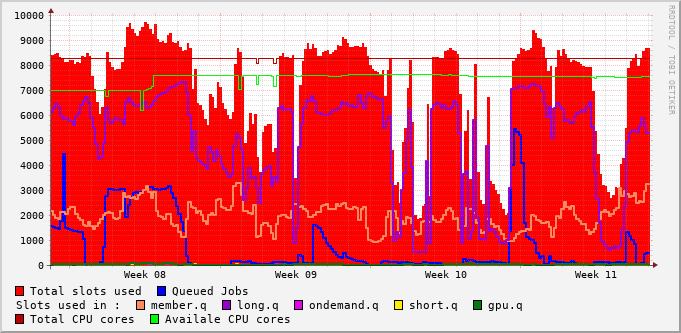 10000
9000
8000
7000
6000
5000
4000
3000
2000
1000
0
Week 08 Week 09 Week 10 Week 11
Total slots used Queued Jobs
Slots used in : member.q long.q ondemand.q short.q gpu.q
Total CPU cores Availale CPU cores
RRDTOOL / TOBI OETIKER